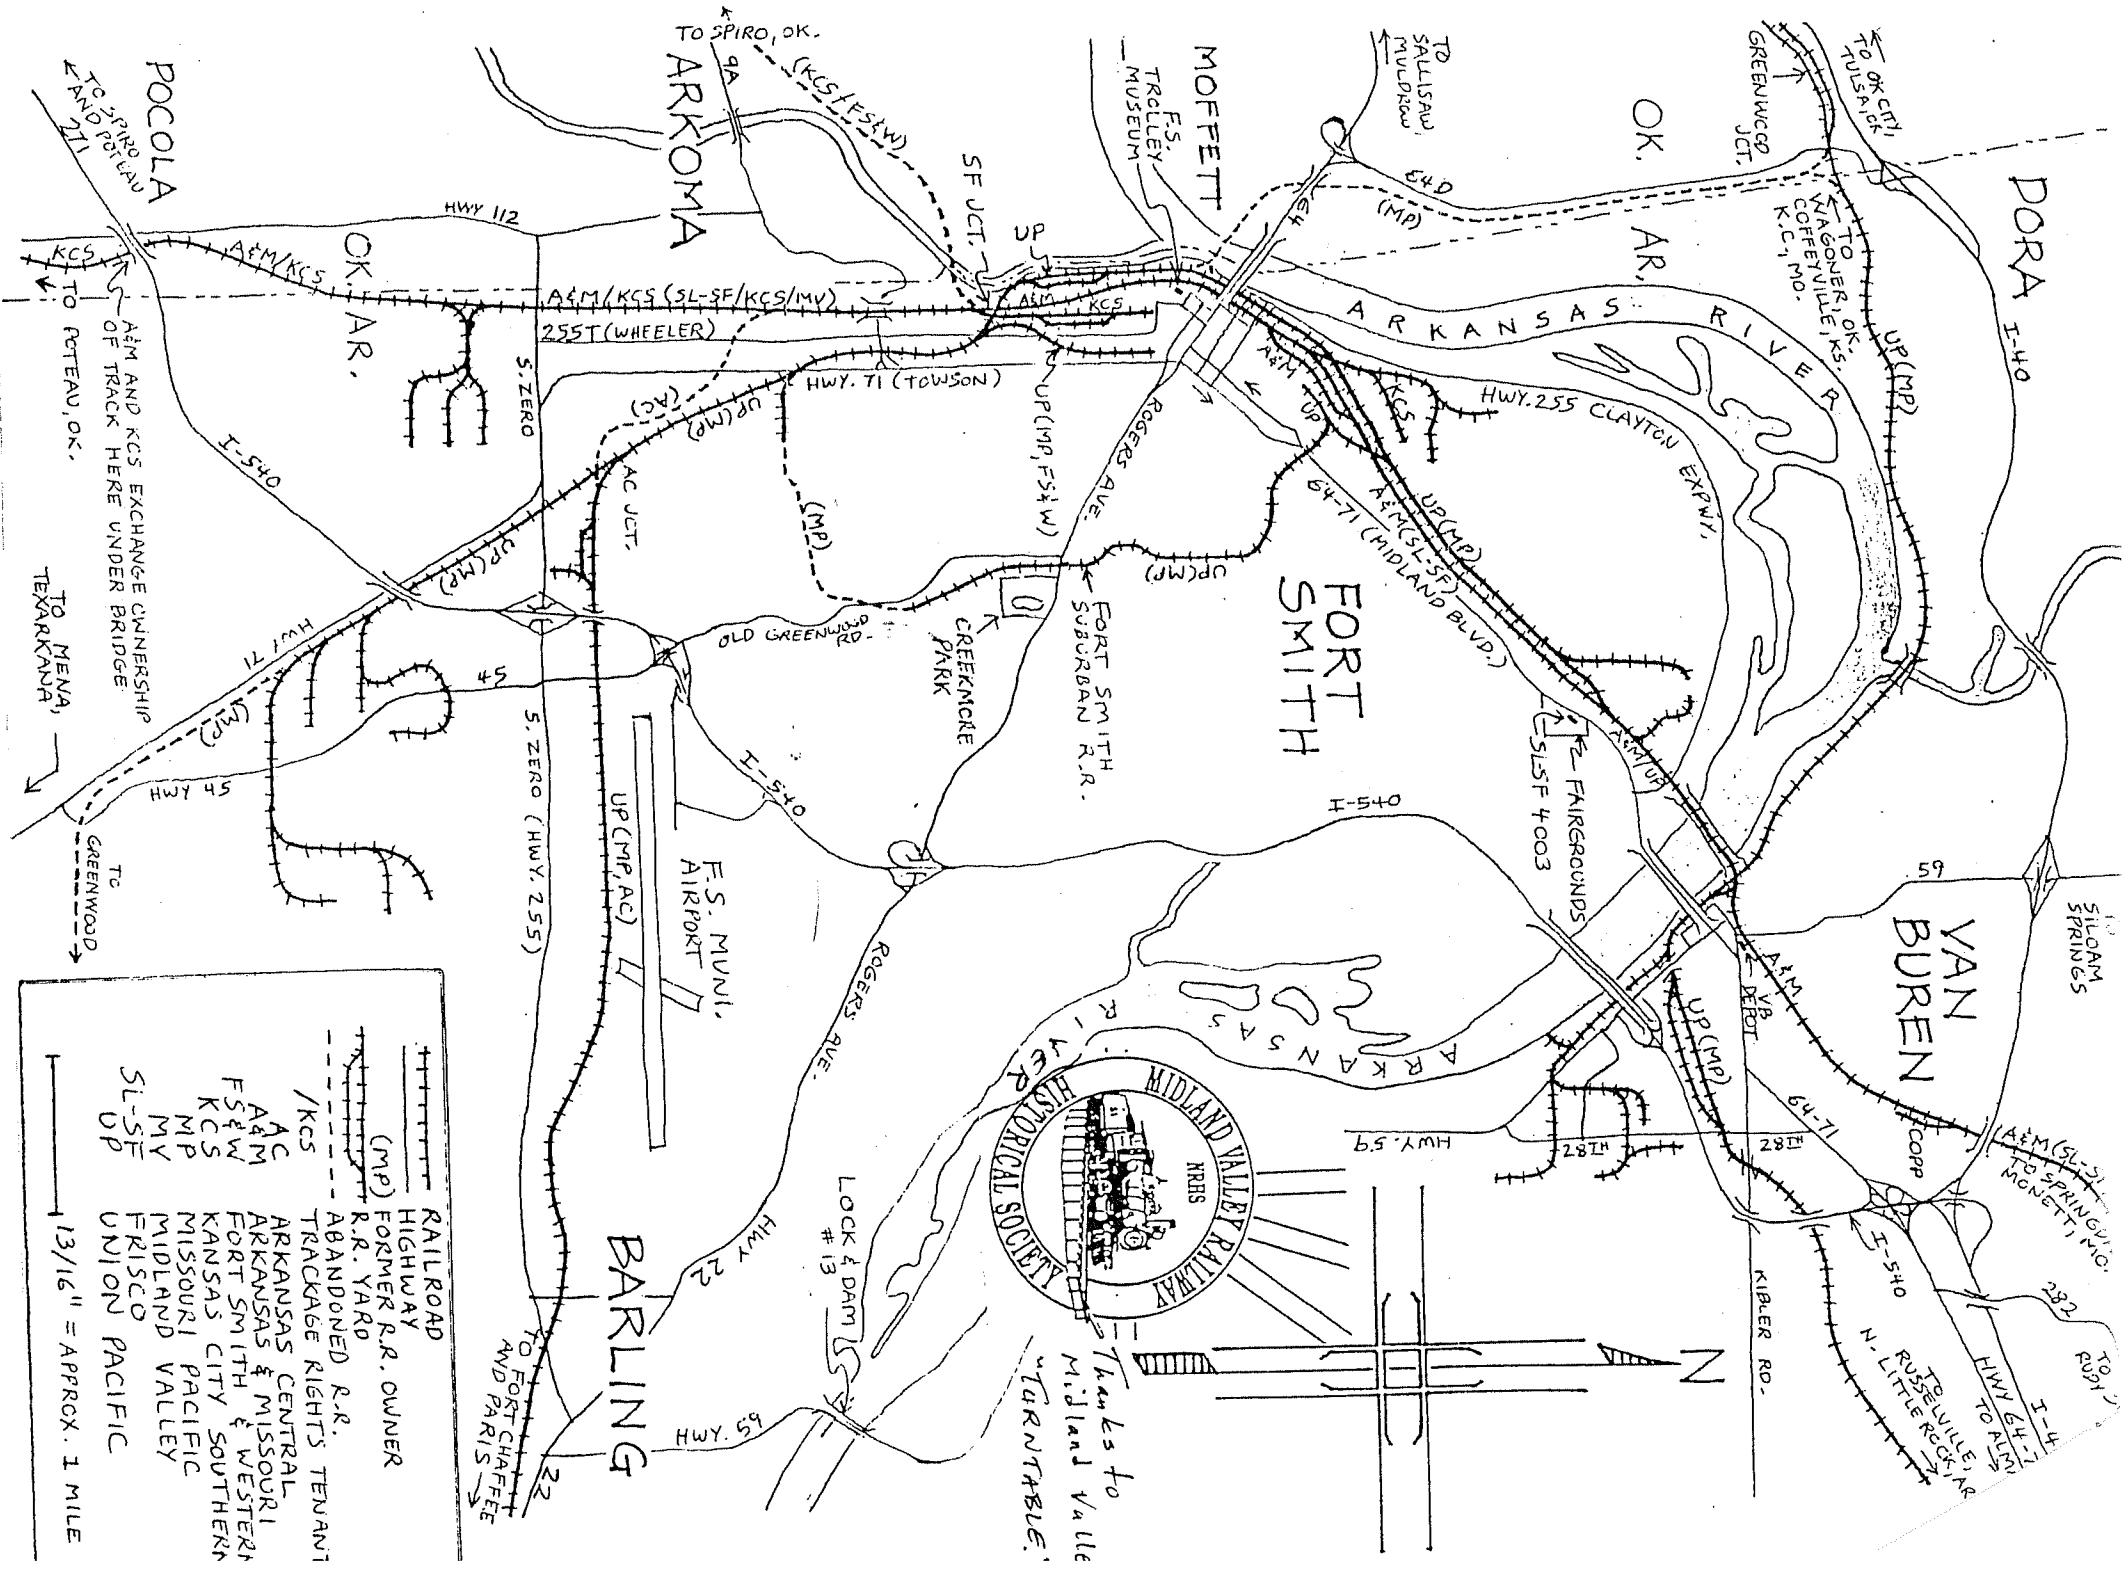 DORA
TO OK CITY,
TULSA, OK
GREENWOOD
JCT.
TO
WAGONER, OK.
COFFEYVILLE, KS.
K.C., MO.
I-40
UP(MP)
OK.
AR.
TO
SALLISAW,
MULDROW
64D
(MP)
64
MOFFETT
F.S.
TROLLEY
MUSEUM
ARKANSAS RIVER
HWY. 255 CLAYTON EXPWY.
A&M
UP
KCS
UP(MP)
A&M(SL-SF)
64-71 (MIDLAND BLVD.)
TO SPIRO, OK.
9A
(KCS/FS&W)
ARKOMA
SF JCT.
UP
A&M
KCS
UP(MP, FS&W)
ROGERS AVE.
POCOLA
TO SPIRO
AND POTEAU
271
HWY 112
KCS
A&M/KCS
OK.
AR.
A&M/KCS (SL-SF/KCS/MV)
255T (WHEELER)
HWY. 71 (TOWSON)
S. ZERO
(AC)
UP(MP)
TO POTEAU, OK.
A&M AND KCS EXCHANGE OWNERSHIP
OF TRACK HERE UNDER BRIDGE
I-540
AC JCT.
(MP)
UP(MP)
UP(MP)
FORT SMITH
SUBURBAN R.R.
CREEKMORE
PARK
OLD GREENWOOD
RD.
FORT
SMITH
TO MENA,
TEXARKANA
HWY 71
(MP)
45
HWY 45
TO
GREENWOOD
S. ZERO (HWY. 255)
UP(MP, AC)
F.S. MUNI.
AIRPORT
I-540
I-540
ROGERS AVE.
FAIRGROUNDS
SL-SF 4003
A&M/UP
59
TO
SILOAM
SPRINGS
VAN
BUREN
A&M
VB
DEPOT
UP(MP)
64-71
COPP
A&M(SL-S
TO SPRINGVI
MONETT, MO.
ARKANSAS
RIVER
HWY. 59
HI82
HI82
I-540
KIBLER RD.
282
TO
RUDY
I-4
HWY 64-7
TO ALM
TO
RUSSELVILLE,
N. LITTLE ROCK, AR
MIDLAND VALLEY RAILWAY
HISTORICAL SOCIETY
NRHS
N
Thanks to
Midland Valle
"TURNTABLE."
LOCK & DAM
#13
HWY 22
BARLING
HWY. 59
22
TO FORT CHAFFEE
AND PARIS
RAILROAD
HIGHWAY
(MP) FORMER R.R. OWNER
R.R. YARD
ABANDONED R.R.
/KCS TRACKAGE RIGHTS TENANT
AC ARKANSAS CENTRAL
A&M ARKANSAS & MISSOURI
FS&W FORT SMITH & WESTERN
KCS KANSAS CITY SOUTHERN
MP MISSOURI PACIFIC
MV MIDLAND VALLEY
SL-SF FRISCO
UP UNION PACIFIC
13/16" = APPROX. 1 MILE